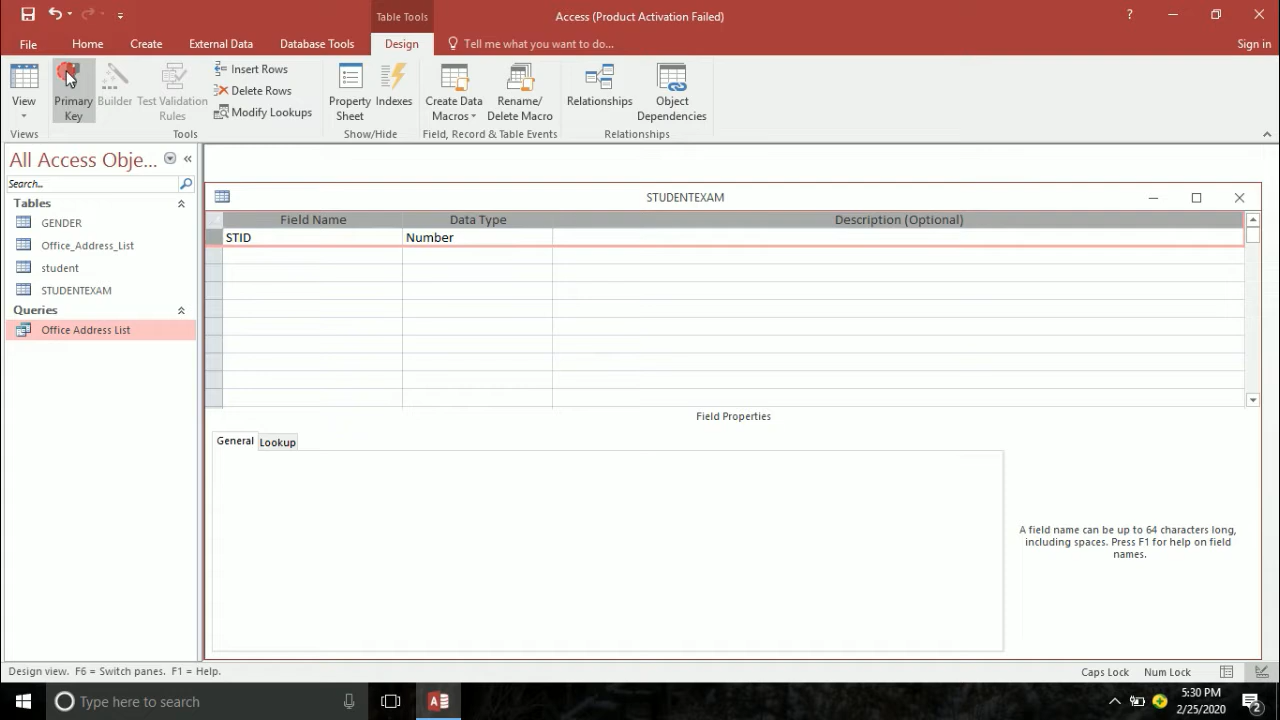 Table Tools
Access (Product Activation Failed)
?
File
Home
Create
External Data
Database Tools
Design
Tell me what you want to do...
Sign in
View
Primary Key
Builder
Test Validation Rules
Insert Rows
Delete Rows
Modify Lookups
Property Sheet
Indexes
Create Data Macros
Rename/ Delete Macro
Relationships
Object Dependencies
Views
Tools
Show/Hide
Field, Record & Table Events
Relationships
All Access Obje...
Search...
Tables
GENDER
Office_Address_List
student
STUDENTEXAM
Queries
Office Address List
STUDENTEXAM
Field Name
Data Type
Description (Optional)
STID
Number
Field Properties
General
Lookup
A field name can be up to 64 characters long,
including spaces. Press F1 for help on field
names.
Design view. F6 = Switch panes. F1 = Help.
Caps Lock
Num Lock
Type here to search
5:30 PM
2/25/2020
2